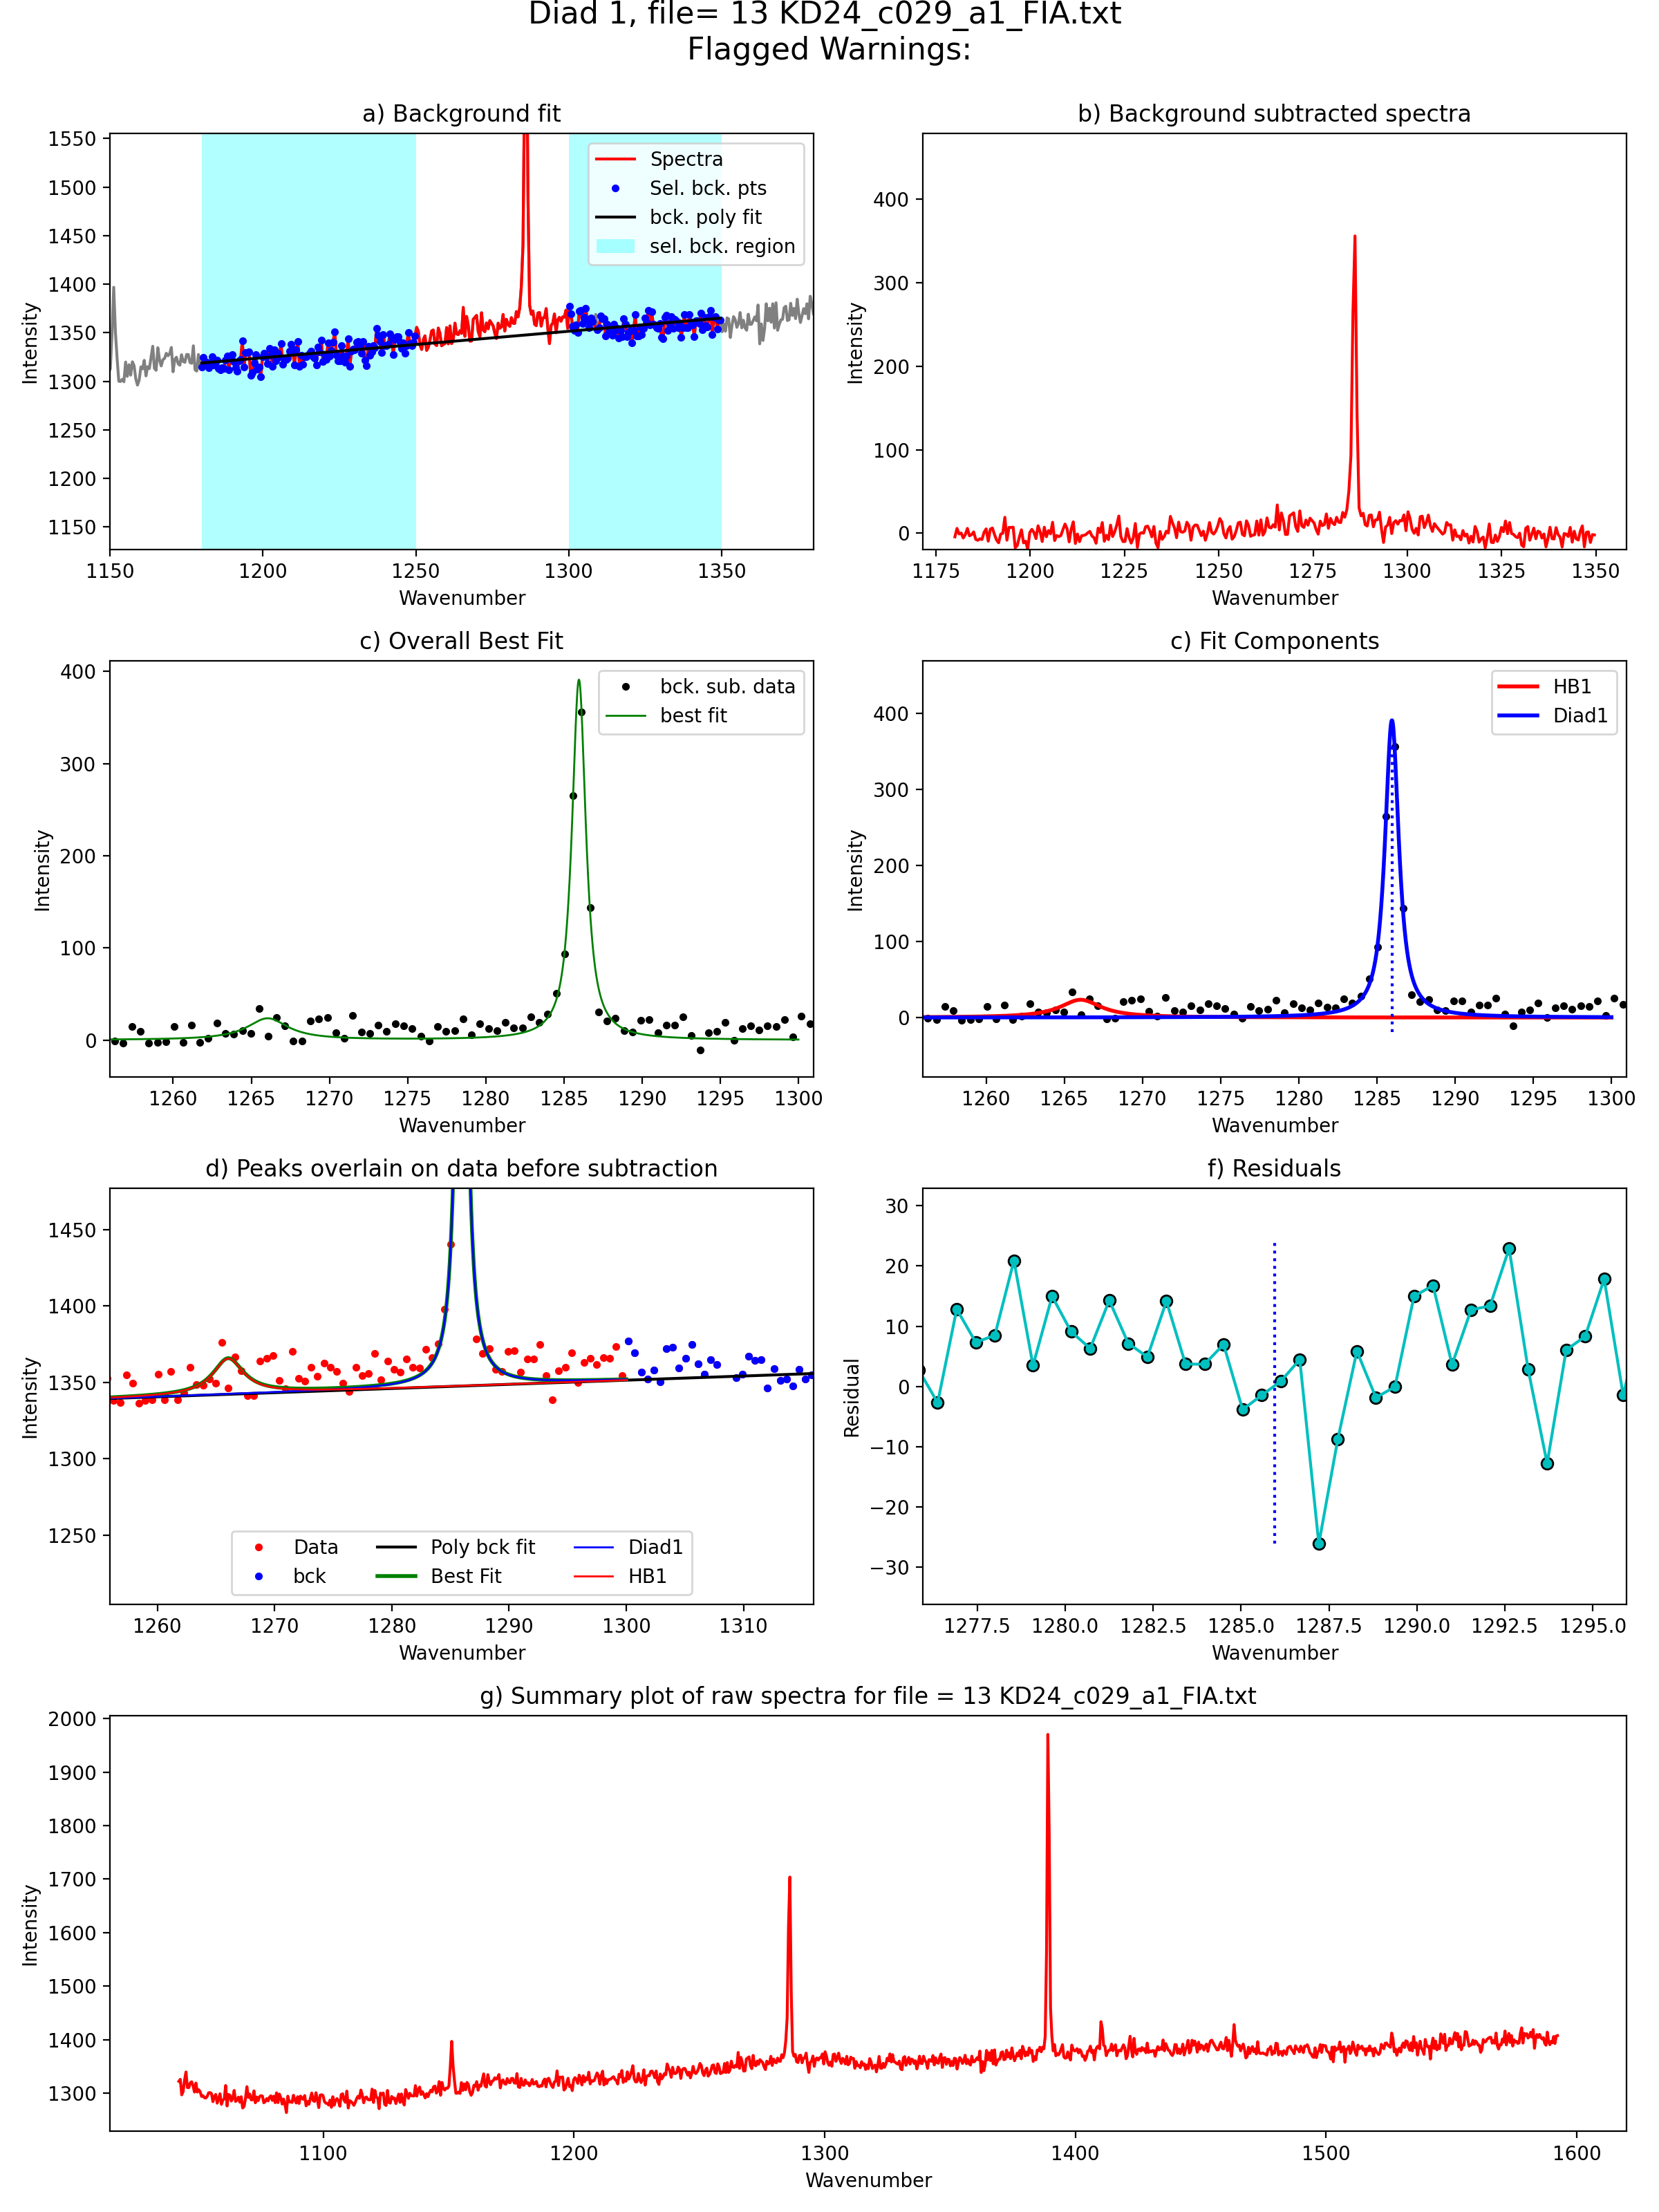 Diad 1, file= 13 KD24_c029_a1_FIA.txt
Flagged Warnings:
a) Background fit
1550
1500
1450
1400
1350
1300
1250
1200
1150
Intensity
Spectra
Sel. bck. pts
bck. poly fit
sel. bck. region
1150 1200 1250 1300 1350
Wavenumber
b) Background subtracted spectra
400
300
200
100
0
Intensity
1175 1200 1225 1250 1275 1300 1325 1350
Wavenumber
c) Overall Best Fit
400
300
200
100
0
Intensity
bck. sub. data
best fit
1260 1265 1270 1275 1280 1285 1290 1295 1300
Wavenumber
c) Fit Components
400
300
200
100
0
Intensity
HB1
Diad1
1260 1265 1270 1275 1280 1285 1290 1295 1300
Wavenumber
d) Peaks overlain on data before subtraction
1450
1400
1350
1300
1250
Intensity
Data Poly bck fit Diad1
bck Best Fit HB1
1260 1270 1280 1290 1300 1310
Wavenumber
f) Residuals
30
20
10
0
−10
−20
−30
Residual
1277.5 1280.0 1282.5 1285.0 1287.5 1290.0 1292.5 1295.0
Wavenumber
g) Summary plot of raw spectra for file = 13 KD24_c029_a1_FIA.txt
2000
1900
1800
1700
1600
1500
1400
1300
Intensity
1100 1200 1300 1400 1500 1600
Wavenumber